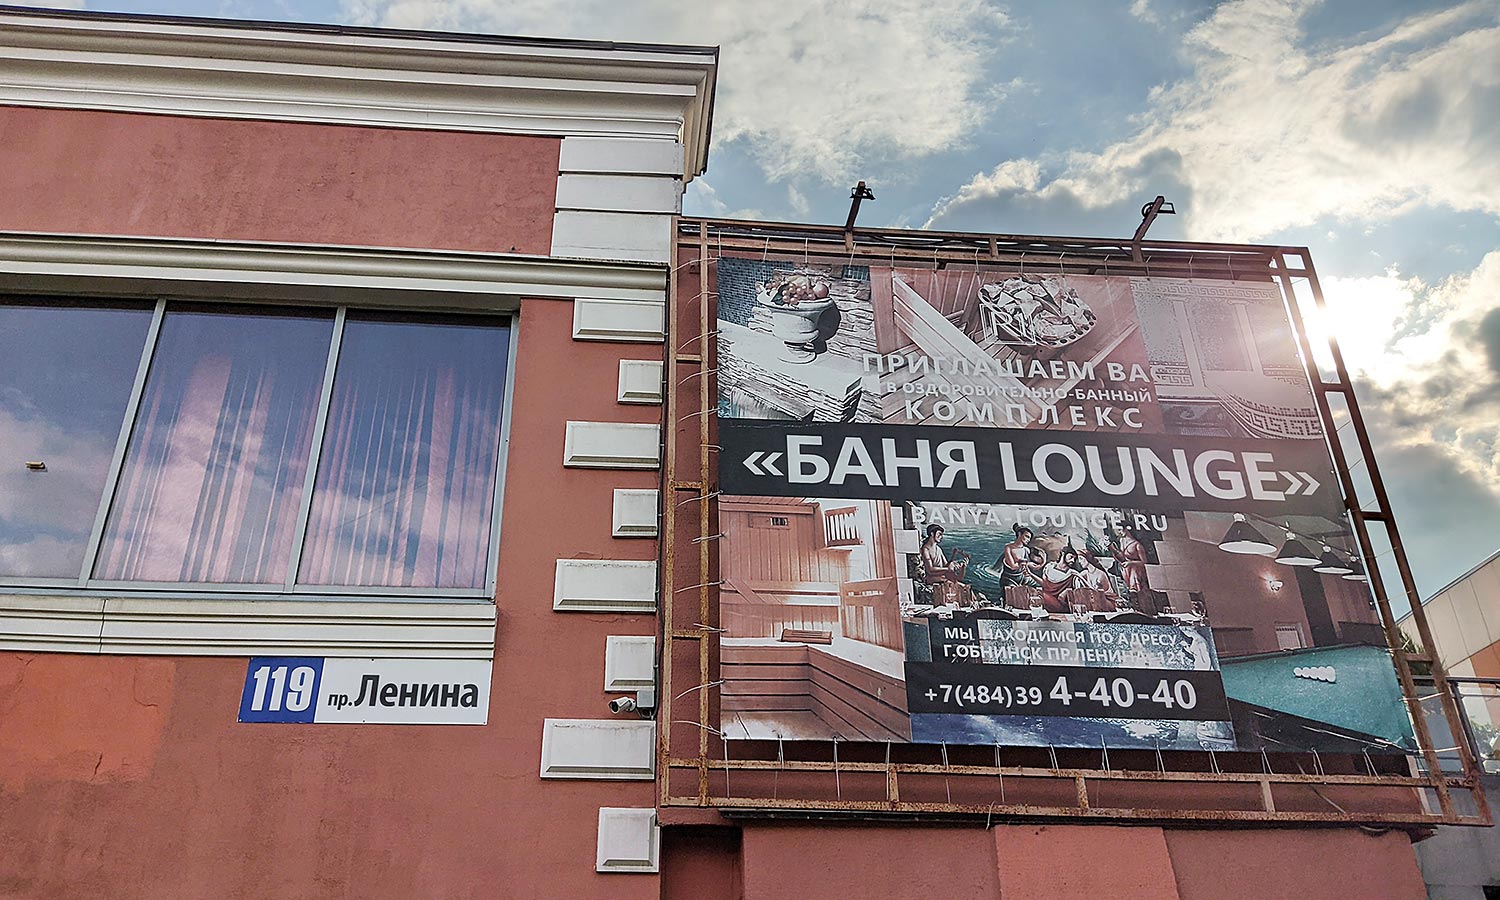 119 пр. Ленина
ПРИГЛАШАЕМ ВА
В ОЗДОРОВИТЕЛЬНО-БАННЫЙ
КОМПЛЕКС
«БАНЯ LOUNGE»
BANYA-LOUNGE.RU
МЫ НАХОДИМСЯ ПО АДРЕСУ
Г.ОБНИНСК ПР.ЛЕНИНА
+7(484)39 4-40-40